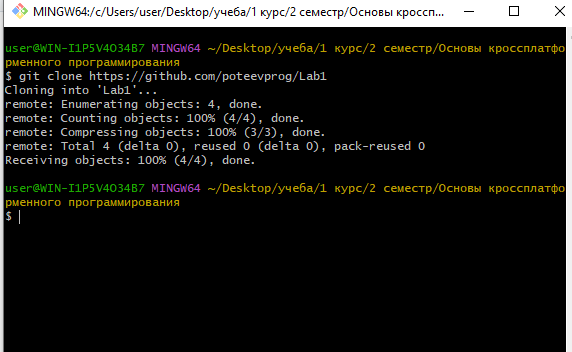 MINGW64:/c/Users/user/Desktop/учеба/1 курс/2 семестр/Основы кроссп...
user@WIN-I1P5V4O34B7 MINGW64 ~/Desktop/учеба/1 курс/2 семестр/Основы кроссплатфо
рменного программирования
$ git clone https://github.com/poteevprog/Lab1
Cloning into 'Lab1'...
remote: Enumerating objects: 4, done.
remote: Counting objects: 100% (4/4), done.
remote: Compressing objects: 100% (3/3), done.
remote: Total 4 (delta 0), reused 0 (delta 0), pack-reused 0
Receiving objects: 100% (4/4), done.
user@WIN-I1P5V4O34B7 MINGW64 ~/Desktop/учеба/1 курс/2 семестр/Основы кроссплатфо
рменного программирования
$